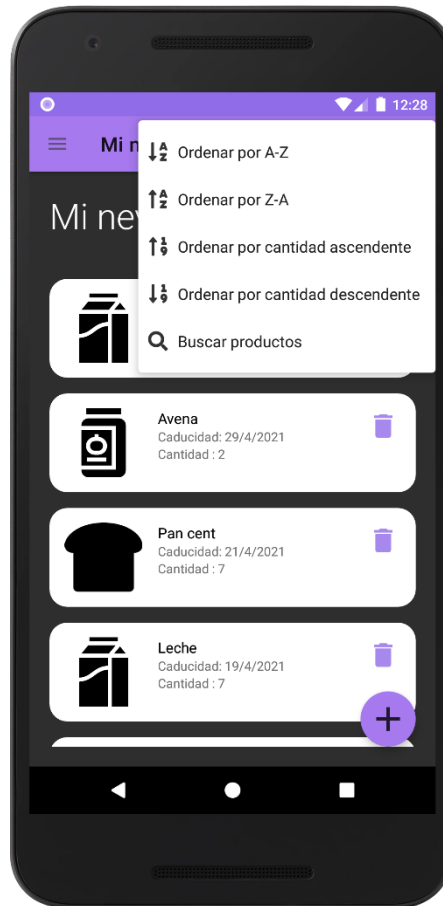 12:28
Mi n
Ordenar por A-Z
Mi nev
Ordenar por Z-A
Ordenar por cantidad ascendente
Ordenar por cantidad descendente
Buscar productos
Avena
Caducidad: 29/4/2021
Cantidad : 2
Pan cent
Caducidad: 21/4/2021
Cantidad : 7
Leche
Caducidad: 19/4/2021
Cantidad : 7